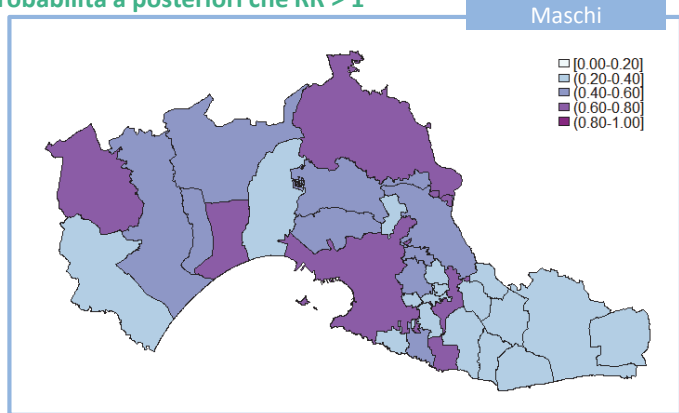 robabilità a posteriori che RR > 1
Maschi
[0.00-0.20]
(0.20-0.40]
(0.40-0.60]
(0.60-0.80]
(0.80-1.00]